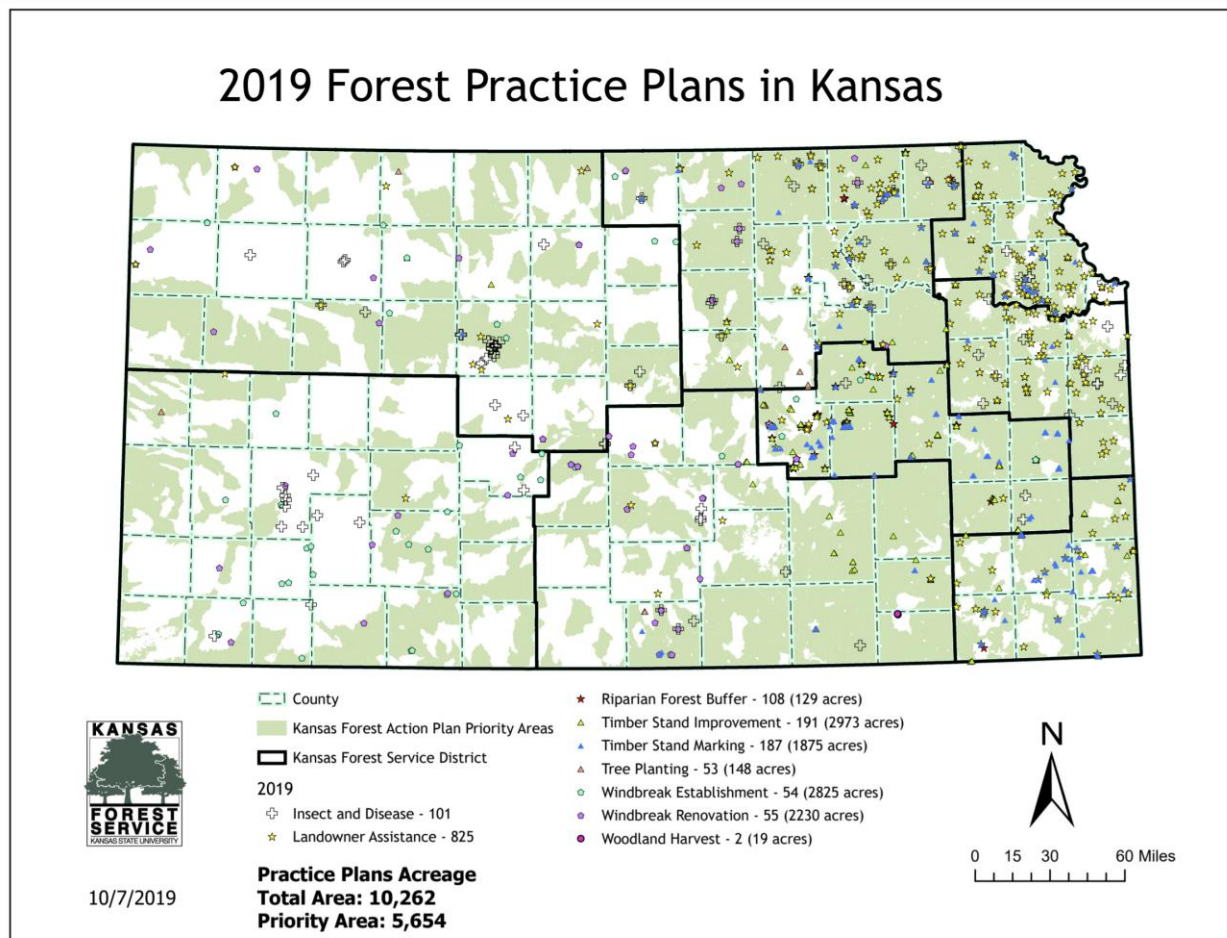 2019 Forest Practice Plans in Kansas
County
Kansas Forest Action Plan Priority Areas
Kansas Forest Service District
2019
Insect and Disease - 101
Landowner Assistance - 825
Riparian Forest Buffer - 108 (129 acres)
Timber Stand Improvement - 191 (2973 acres)
Timber Stand Marking - 187 (1875 acres)
Tree Planting - 53 (148 acres)
Windbreak Establishment - 54 (2825 acres)
Windbreak Renovation - 55 (2230 acres)
Woodland Harvest - 2 (19 acres)
KANSAS
FOREST
SERVICE
KANSAS STATE UNIVERSITY
10/7/2019
Practice Plans Acreage
Total Area: 10,262
Priority Area: 5,654
N
0 15 30 60 Miles